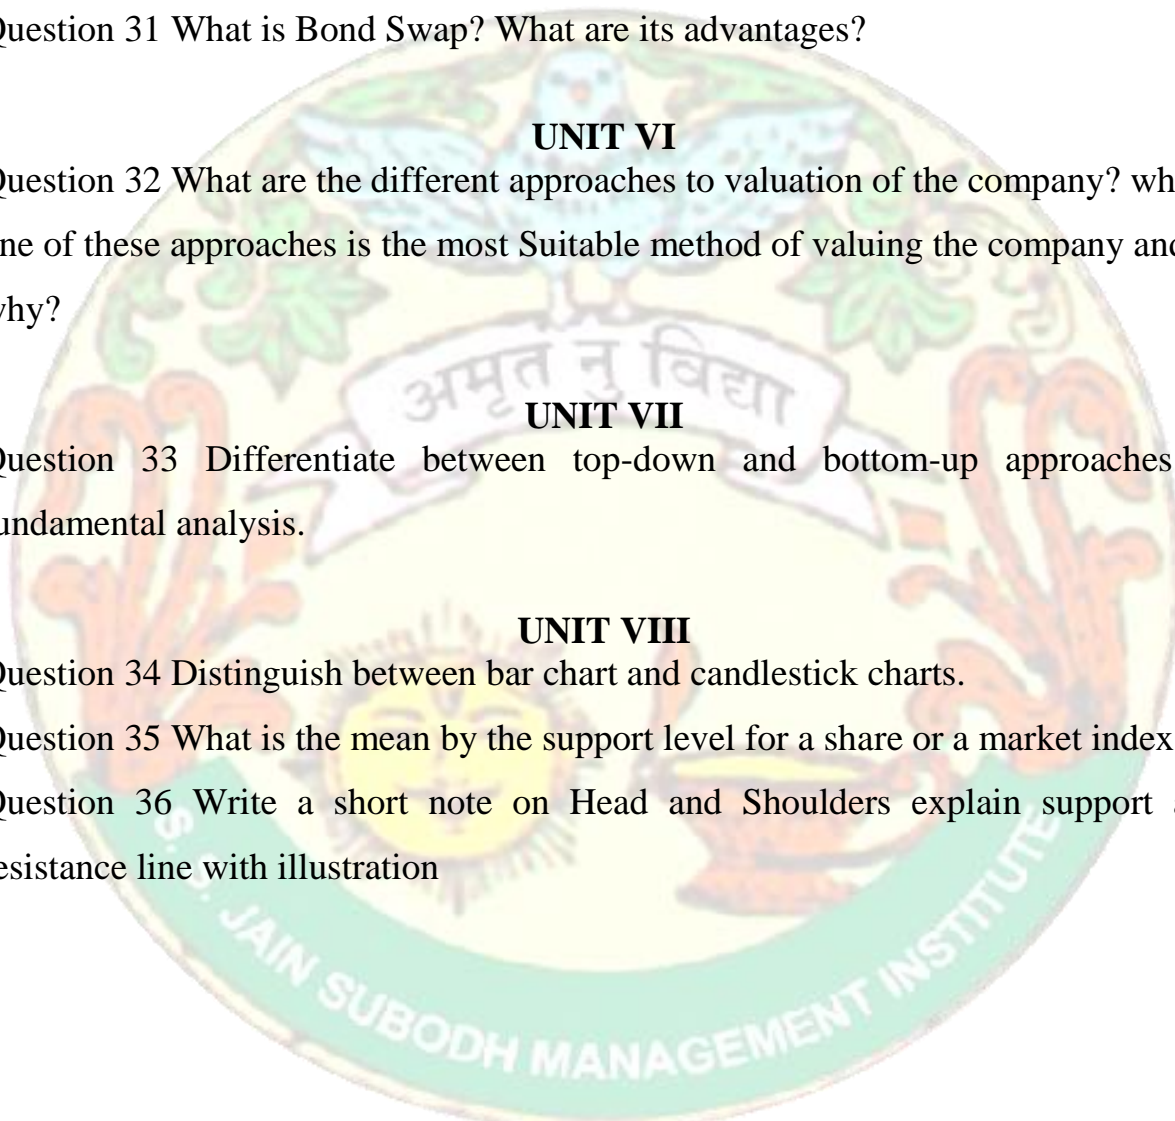 Question 31 What is Bond Swap? What are its advantages?
UNIT VI
Question 32 What are the different approaches to valuation of the company? wh
ne of these approaches is the most Suitable method of valuing the company and
why?
UNIT VII
Question 33 Differentiate between top-down and bottom-up approaches
undamental analysis.
UNIT VIII
Question 34 Distinguish between bar chart and candlestick charts.
Question 35 What is the mean by the support level for a share or a market index
Question 36 Write a short note on Head and Shoulders explain support
esistance line with illustration
अमृत नु विद्या
S. S. JAIN SUBODH MANAGEMENT INSTITUTE